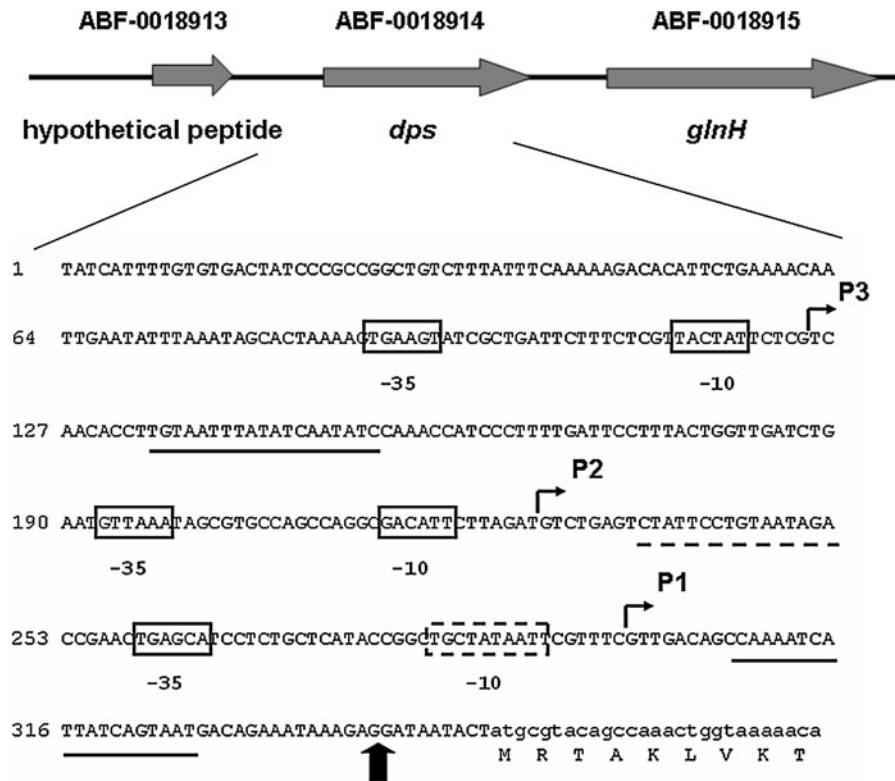 ABF-0018913 ABF-0018914 ABF-0018915
hypothetical peptide dps glnH
1 TATCATTTTGTGTGACTATCCCGCCGGCTGTCTTTATTTCAAAAAGACACATTCTGAAAACAA
P3
64 TTGAATATTTAAATAGCACTAAAAGTGAAGTATCGCTGATTCTTTCTCGTTACTATTCTCGTC
-35 -10
127 AACACCTTGTAATTTATATCAATATCCAAACCATCCCTTTTGATTCCTTTACTGGTTGATCTG
P2
190 AATGTTAAATAGCGTGCCAGCCAGGCGACATTCTTAGATGTCTGAGTCTATTCCTGTAATAGA
-35 -10
P1
253 CCGAACTGAGCATCCTCTGCTCATACCGGCTGCTATAATTCGTTTCGTTGACAGCCAAAATCA
-35 -10
316 TTATCAGTAATGACAGAAATAAAGAGGATAATACTatgcgtacagccaaactggtaaaaaca
M R T A K L V K T